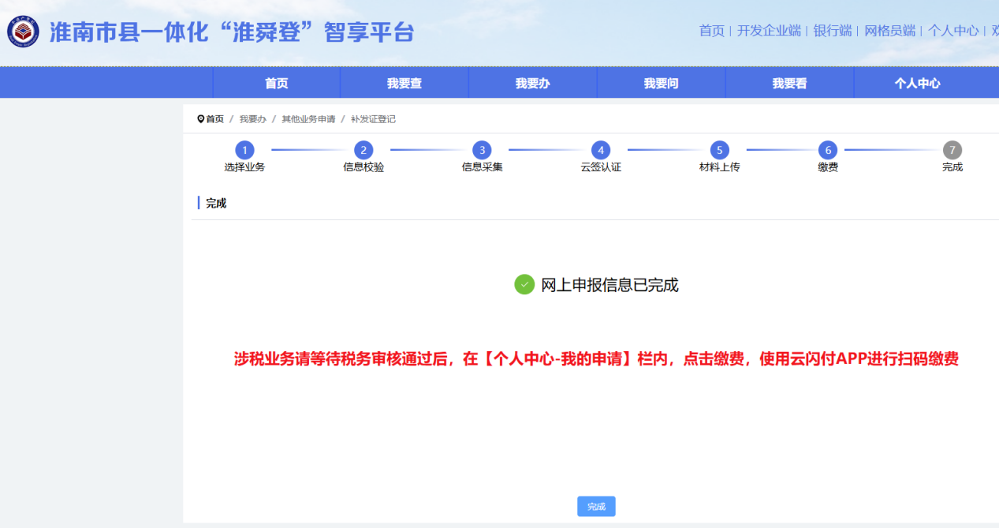 淮南市县一体化“淮舜登”智享平台
首页 | 开发企业端 | 银行端 | 网格员端 | 个人中心 |
首页 我要查 我要办 我要问 我要看 个人中心
首页 / 我要办 / 其他业务申请 / 补发证登记
1 2 3 4 5 6 7
选择业务 信息校验 信息采集 云签认证 材料上传 缴费 完成
完成
网上申报信息已完成
涉税业务请等待税务审核通过后，在【个人中心-我的申请】栏内，点击缴费，使用云闪付APP进行扫码缴费
完成